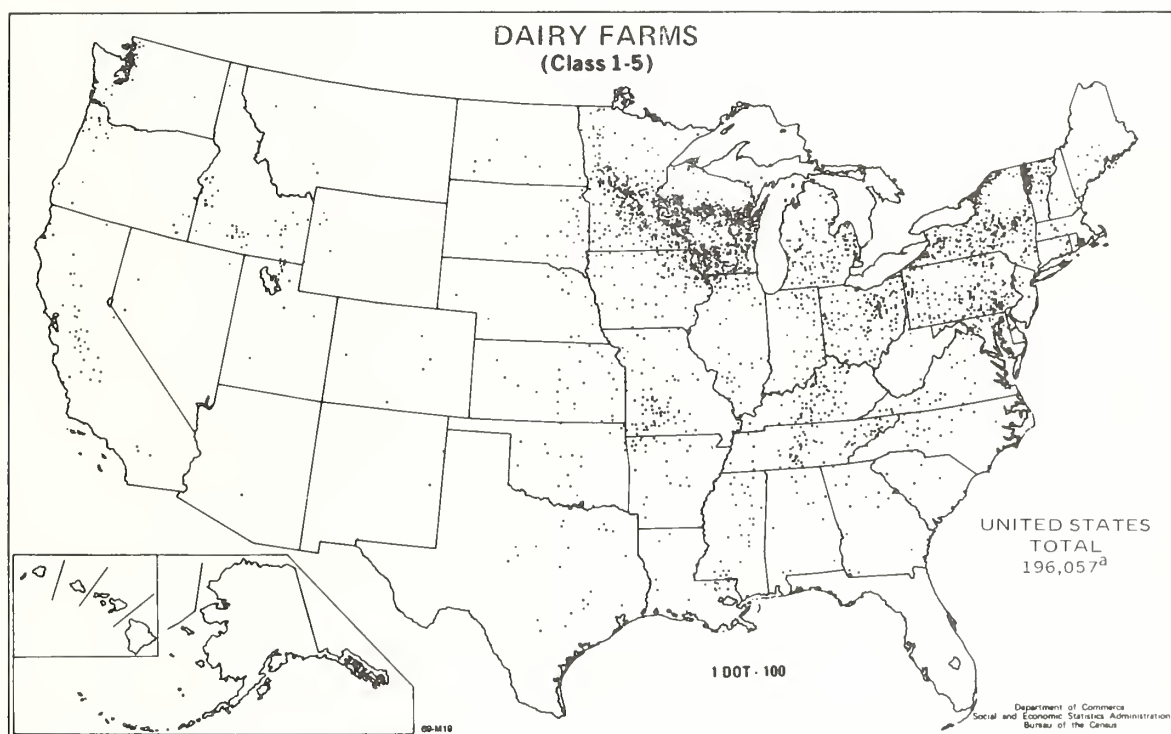 DAIRY FARMS
(Class 1-5)
UNITED STATES
TOTAL
196,057ª
1 DOT - 100
69-M19
Department of Commerce
Social and Economic Statistics Administration
Bureau of the Census